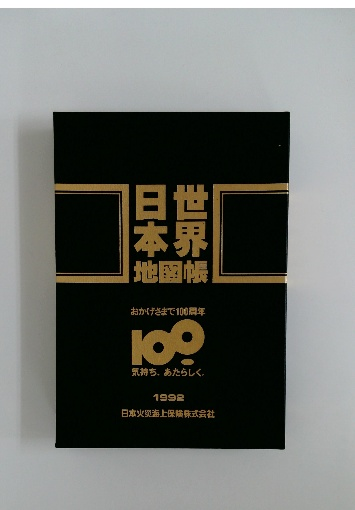 世界
日本
地図帳
おかげさまで100周年
100
気持ち、あたらしく。
1992
日本火災海上保険株式会社